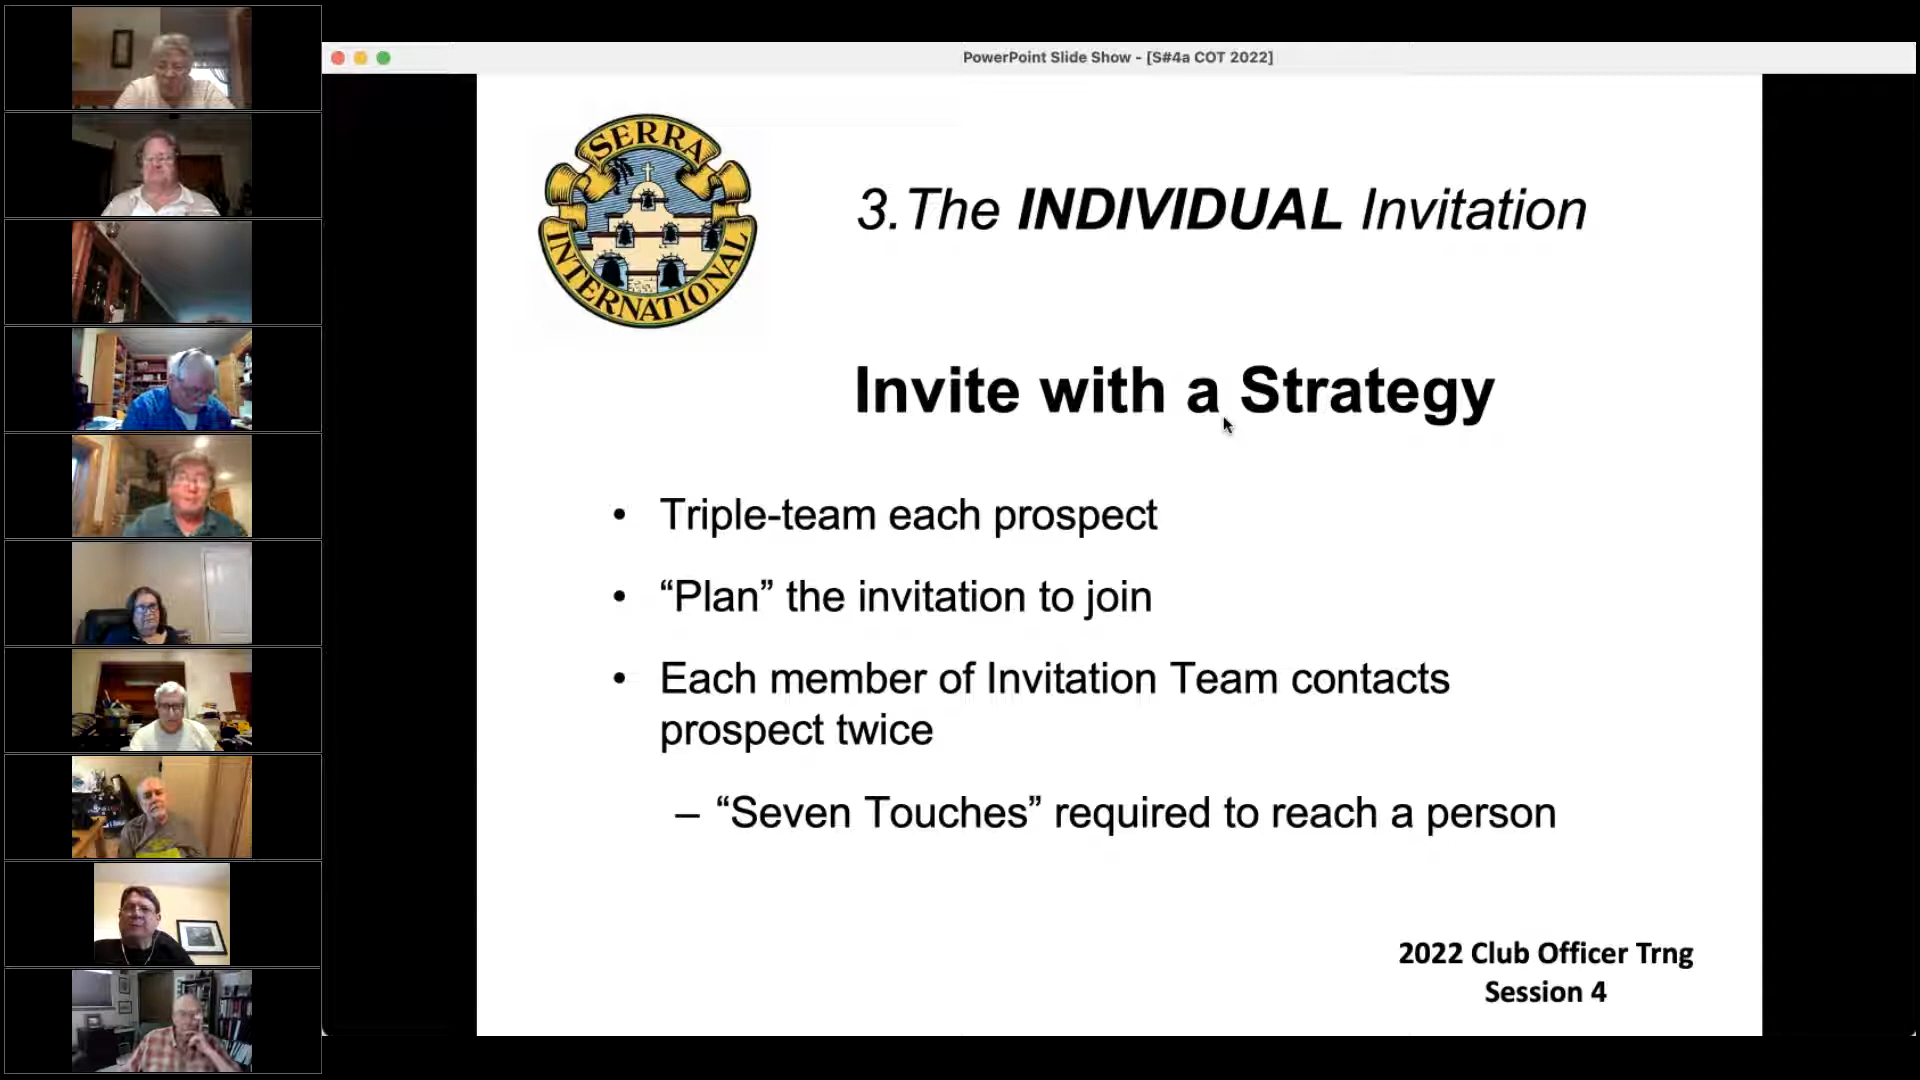 PowerPoint Slide Show - [S#4a COT 2022]
SERRA
INTERNATIONAL
3. The INDIVIDUAL Invitation
Invite with a Strategy
• Triple-team each prospect
• “Plan” the invitation to join
• Each member of Invitation Team contacts
prospect twice
– “Seven Touches” required to reach a person
2022 Club Officer Trng
Session 4